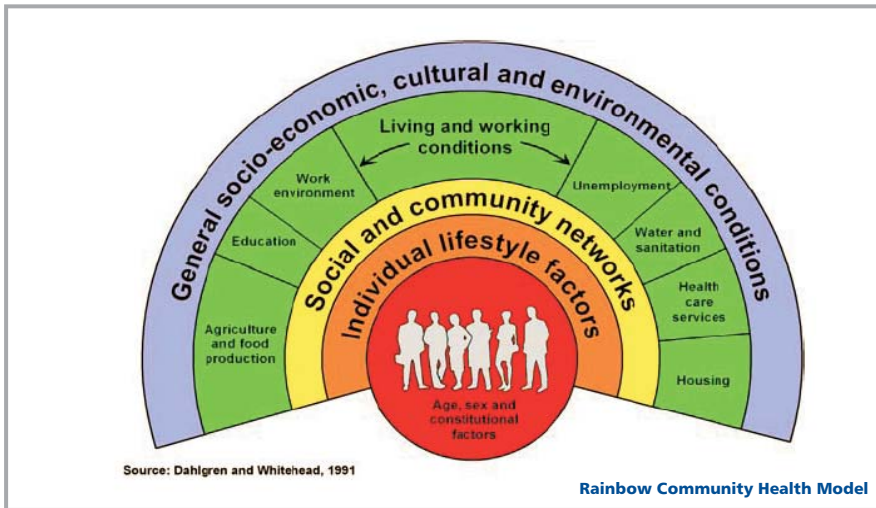 General socio-economic, cultural and environmental conditions
Living and working
conditions
Work
environment
Education
Agriculture
and food
production
Unemployment
Water and
sanitation
Health
care
services
Housing
Social and community networks
Individual lifestyle factors
Age, sex and
constitutional
factors
Source: Dahlgren and Whitehead, 1991
Rainbow Community Health Model